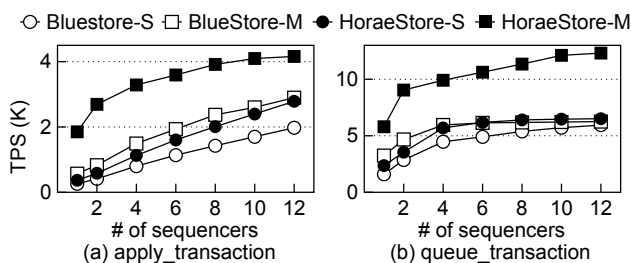 Bluestore-S BlueStore-M HoraeStore-S HoraeStore-M
TPS (K)
4
2
0
2 4 6 8 10 12
# of sequencers
(a) apply_transaction
10
5
0
2 4 6 8 10 12
# of sequencers
(b) queue_transaction